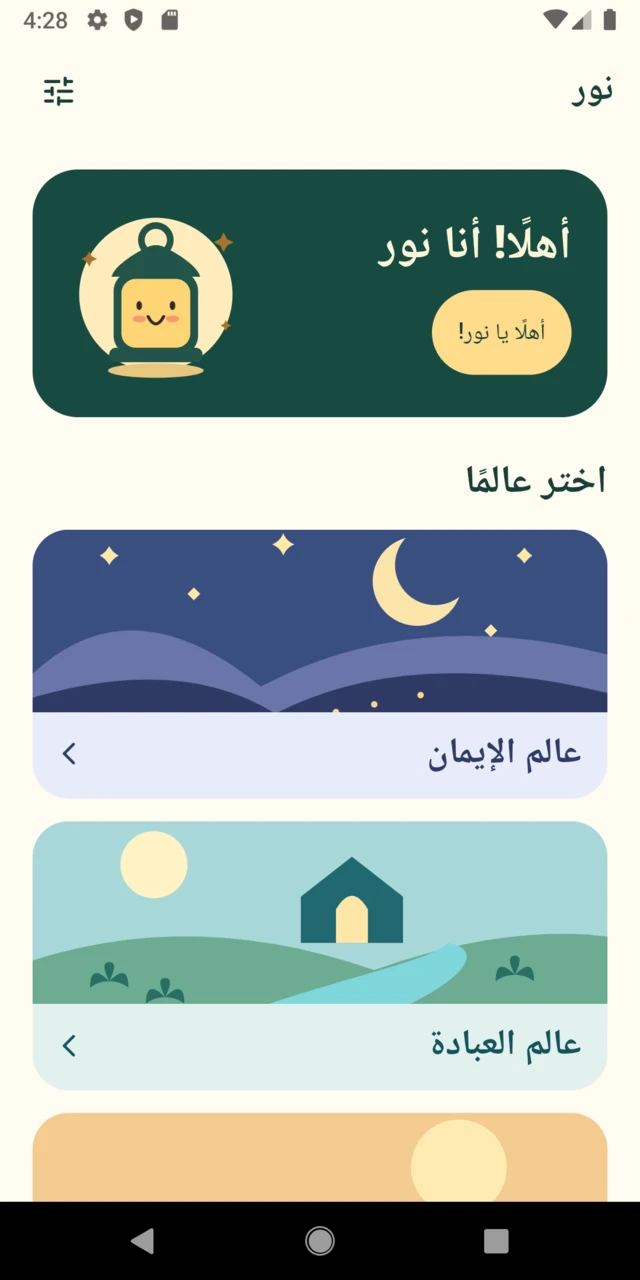 4:28
نور
أهلًا! أنا نور
أهلًا يا نور!
اختر عالمًا
عالم الإيمان
عالم العبادة